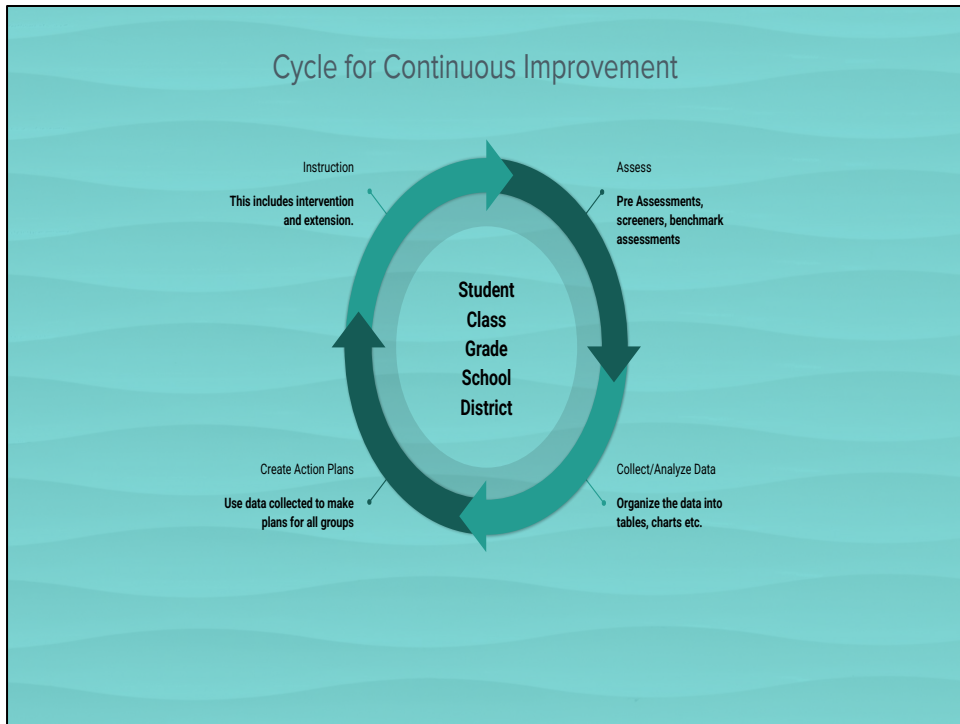 Cycle for Continuous Improvement
Instruction
This includes intervention
and extension.
Assess
Pre Assessments,
screeners, benchmark
assessments
Student
Class
Grade
School
District
Create Action Plans
Use data collected to make
plans for all groups
Collect/Analyze Data
Organize the data into
tables, charts etc.